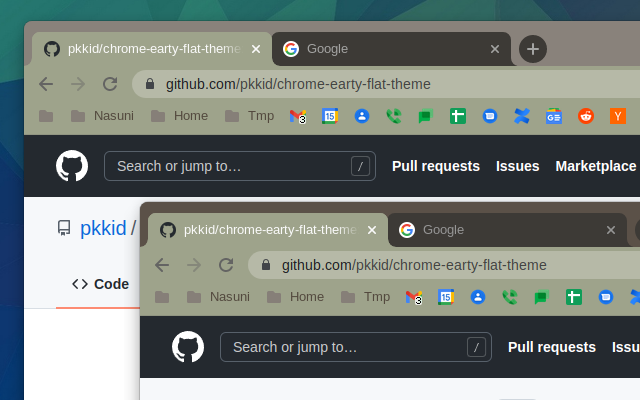 pkkid/chrome-earty-flat-theme
Google
github.com/pkkid/chrome-earty-flat-theme
Nasuni Home Tmp 3 15 Y
Search or jump to… / Pull requests Issues Marketplace
pkkid /
Code
pkkid/chrome-earty-flat-theme
Google
github.com/pkkid/chrome-earty-flat-theme
Nasuni Home Tmp 3 15
Search or jump to… / Pull requests Issu